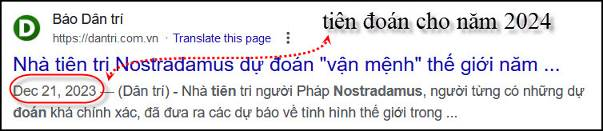 Báo Dân trí
tiên đoán cho năm 2024
https://dantri.com.vn · Translate this page
Nhà tiên tri Nostradamus dự đoán "vận mệnh" thế giới năm ...
Dec 21, 2023 — (Dân trí) - Nhà tiên tri người Pháp Nostradamus, người từng có những dự
đoán khá chính xác, đã đưa ra các dự báo về tình hình thế giới trong ...